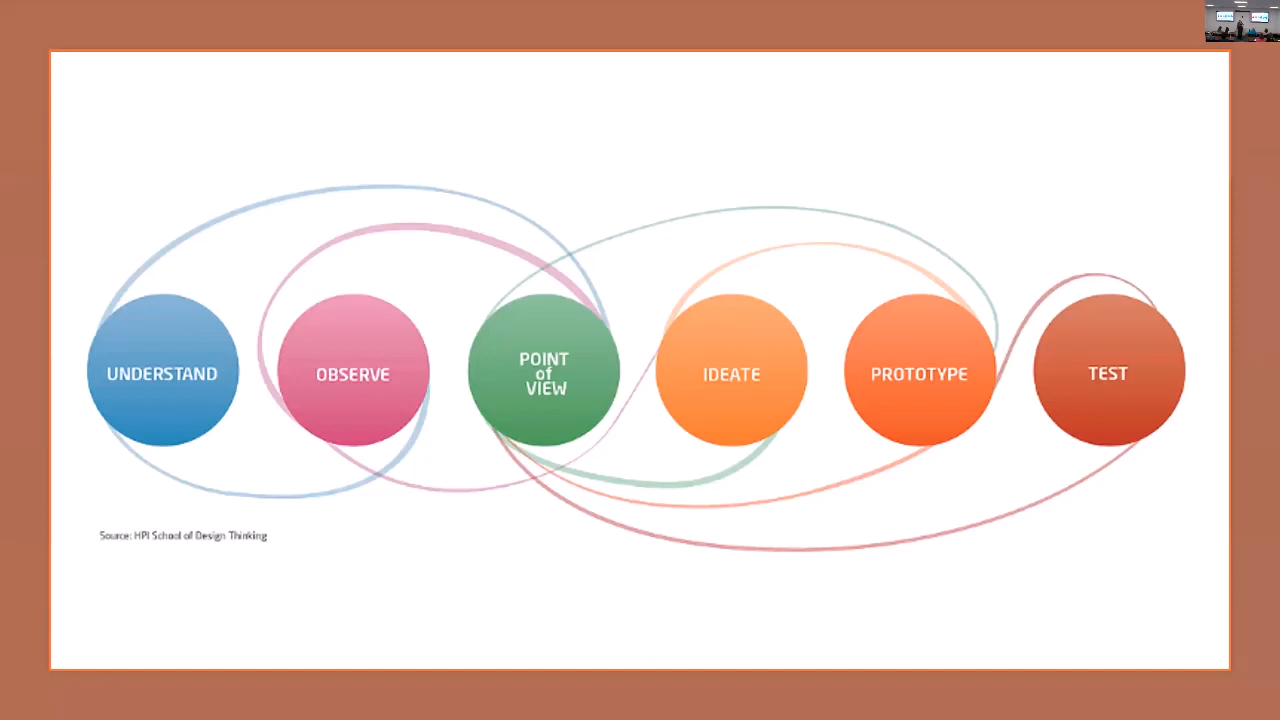 UNDERSTAND
OBSERVE
POINT
of
VIEW
IDEATE
PROTOTYPE
TEST
Source: HPI School of Design Thinking